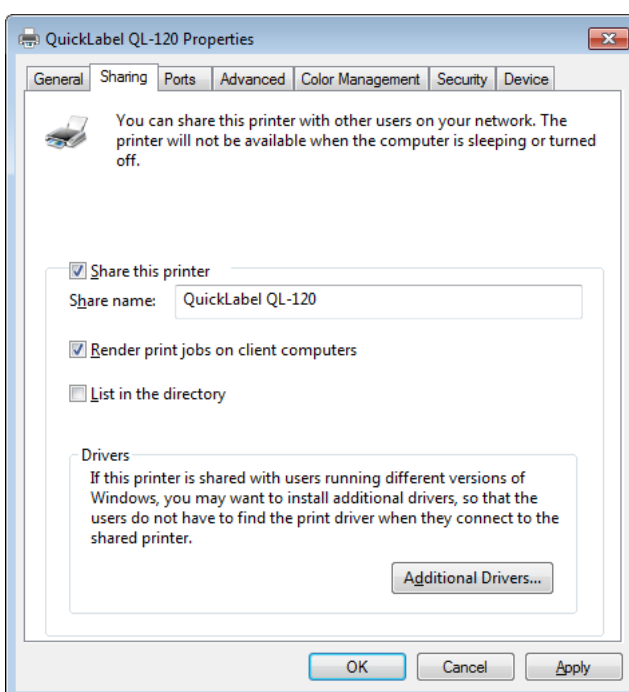 QuickLabel QL-120 Properties
General Sharing Ports Advanced Color Management Security Device
You can share this printer with other users on your network. The
printer will not be available when the computer is sleeping or turned
off.
Share this printer
Share name: QuickLabel QL-120
Render print jobs on client computers
List in the directory
Drivers
If this printer is shared with users running different versions of
Windows, you may want to install additional drivers, so that the
users do not have to find the print driver when they connect to the
shared printer.
Additional Drivers...
OK Cancel Apply